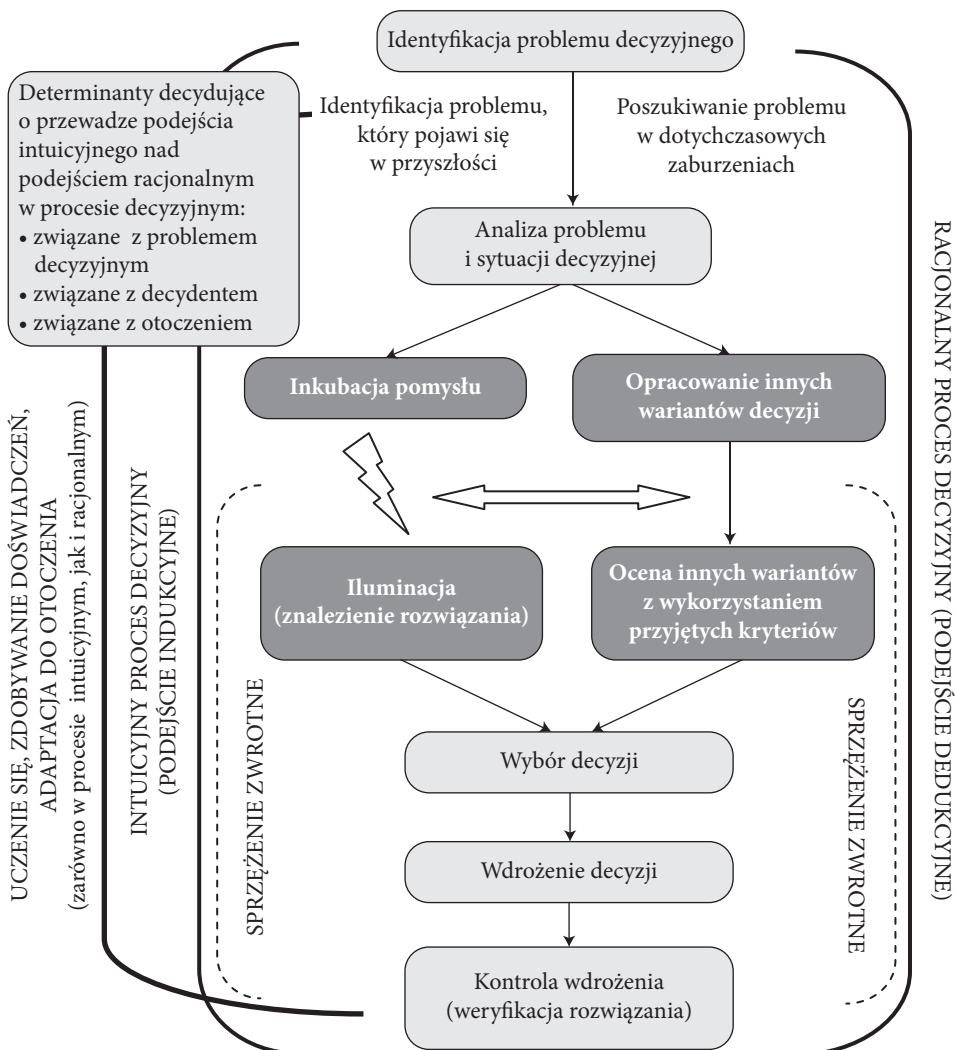 Identyfikacja problemu decyzyjnego
Determinanty decydujące
o przewadze podejścia
intuicyjnego nad
podejściem racjonalnym
w procesie decyzyjnym:
• związane z problemem
decyzyjnym
• związane z decydentem
• związane z otoczeniem
Identyfikacja problemu,
który pojawi się
w przyszłości
Poszukiwanie problemu
w dotychczasowych
zaburzeniach
Analiza problemu
i sytuacji decyzyjnej
Inkubacja pomysłu
Opracowanie innych
wariantów decyzji
Iluminacja
(znalezienie rozwiązania)
Ocena innych wariantów
z wykorzystaniem
przyjętych kryteriów
Wybór decyzji
Wdrożenie decyzji
Kontrola wdrożenia
(weryfikacja rozwiązania)
UCZENIE SIĘ, ZDOBYWANIE DOŚWIADCZEŃ,
ADAPTACJA DO OTOCZENIA
(zarówno w procesie intuicyjnym, jak i racjonalnym)
INTUICYJNY PROCES DECYZYJNY
(PODEJŚCIE INDUKCYJNE)
SPRZĘŻENIE ZWROTNE
SPRZĘŻENIE ZWROTNE
RACJONALNY PROCES DECYZYJNY (PODEJŚCIE DEDUKCYJNE)